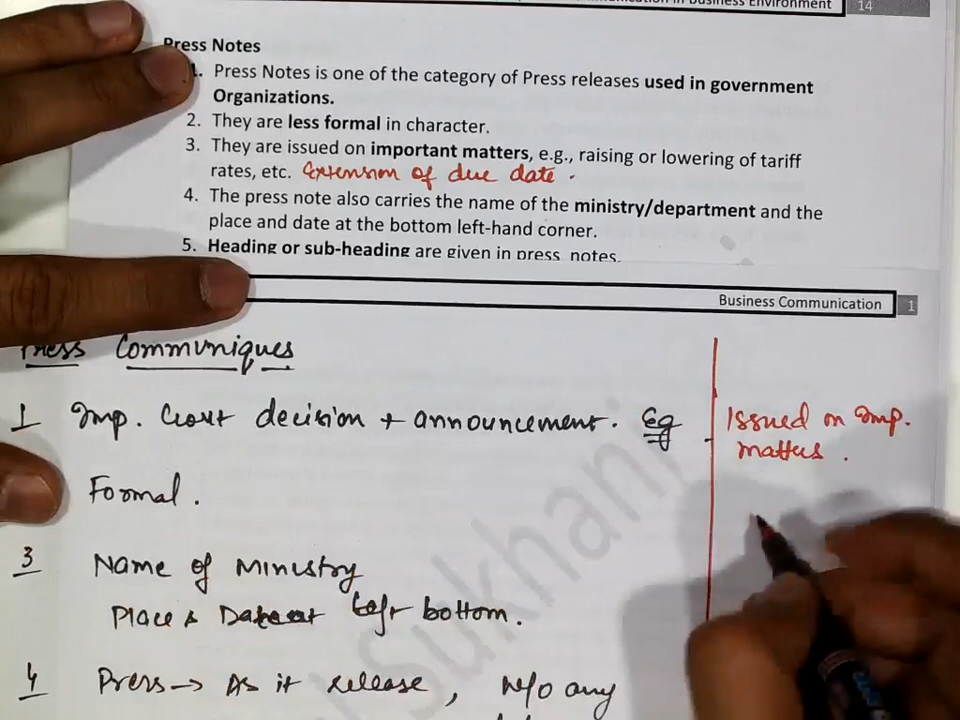 Communication in Business Environment 14
Press Notes
1. Press Notes is one of the category of Press releases used in government
Organizations.
2. They are less formal in character.
3. They are issued on important matters, e.g., raising or lowering of tariff
rates, etc. Extension of due date.
4. The press note also carries the name of the ministry/department and the
place and date at the bottom left-hand corner.
5. Heading or sub-heading are given in press notes.
Business Communication 1
Press Communiques
1 Imp. Govt decision + announcement. Eg
Issued on Imp.
matters.
Formal.
3 Name of Ministry
Place & Date at left bottom.
4 Press → As it release, w/o any
Sukhani